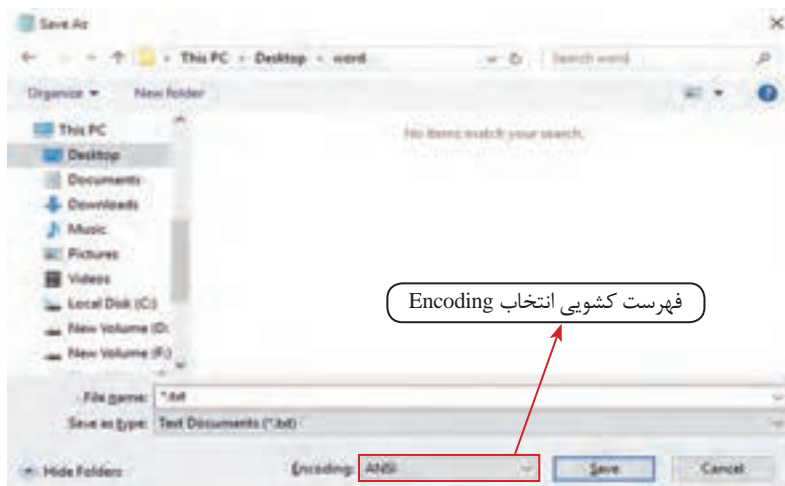 Save As
This PC › Desktop › word
Search word
Organize
New folder
This PC
Desktop
Documents
Downloads
Music
Pictures
Videos
Local Disk (C:)
New Volume (D:
New Volume (F:)
No items match your search.
فهرست کشویی انتخاب Encoding
File name: *.txt
Save as type: Text Documents (*.txt)
Hide Folders
Encoding: ANSI
Save
Cancel